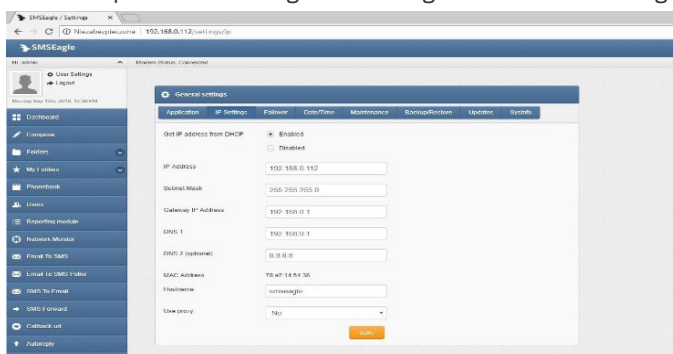 SMSEagle / Settings
Niezabezpieczona | 192.168.0.112/settings/ip
SMSEagle
Hi, admin
Modem Status: Connected
User Settings
Logout
General settings
Application IP Settings Failover Date/Time Maintenance Backup/Restore Updates Sysinfo
Dashboard
Compose
Folders
My Folders
Phonebook
Users
Reporting module
Network Monitor
Email To SMS
Email To SMS Poller
SMS To Email
SMS Forward
Callback url
Autoreply
Get IP address from DHCP
Enabled
Disabled
IP Address
192.168.0.112
Subnet Mask
255.255.255.0
Gateway IP Address
192.168.0.1
DNS 1
192.168.0.1
DNS 2 (optional)
8.8.8.8
MAC Address
Hostname
smseagle
Use proxy
No
Save